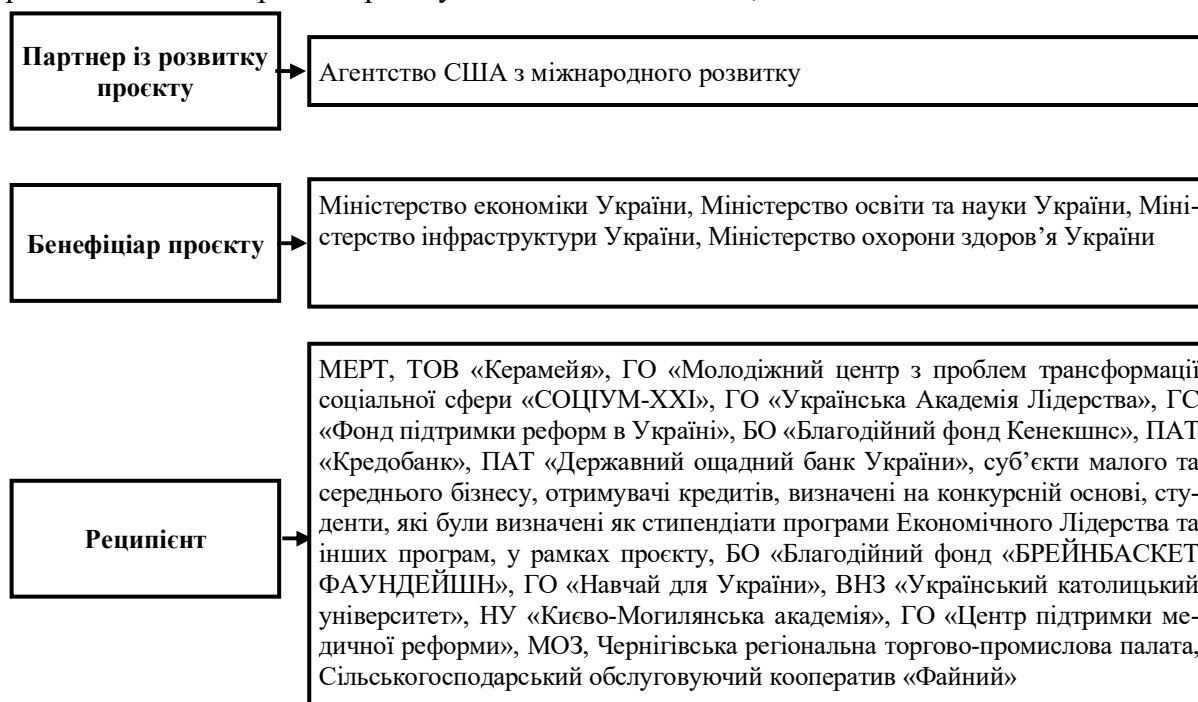 Партнер із розвитку
проєкту
Агентство США з міжнародного розвитку
Бенефіціар проєкту
Міністерство економіки України, Міністерство освіти та науки України, Міні-
стерство інфраструктури України, Міністерство охорони здоров’я України
Реципієнт
МЕРТ, ТОВ «Керамейя», ГО «Молодіжний центр з проблем трансформації
соціальної сфери «СОЦІУМ-ХХІ», ГО «Українська Академія Лідерства», ГС
«Фонд підтримки реформ в Україні», БО «Благодійний фонд Кенекшнс», ПАТ
«Кредобанк», ПАТ «Державний ощадний банк України», суб’єкти малого та
середнього бізнесу, отримувачі кредитів, визначені на конкурсній основі, сту-
денти, які були визначені як стипендіати програми Економічного Лідерства та
інших програм, у рамках проєкту, БО «Благодійний фонд «БРЕЙНБАСКЕТ
ФАУНДЕЙШН», ГО «Навчай для України», ВНЗ «Український католицький
університет», НУ «Києво-Могилянська академія», ГО «Центр підтримки ме-
дичної реформи», МОЗ, Чернігівська регіональна торгово-промислова палата,
Сільськогосподарський обслуговуючий кооператив «Файний»